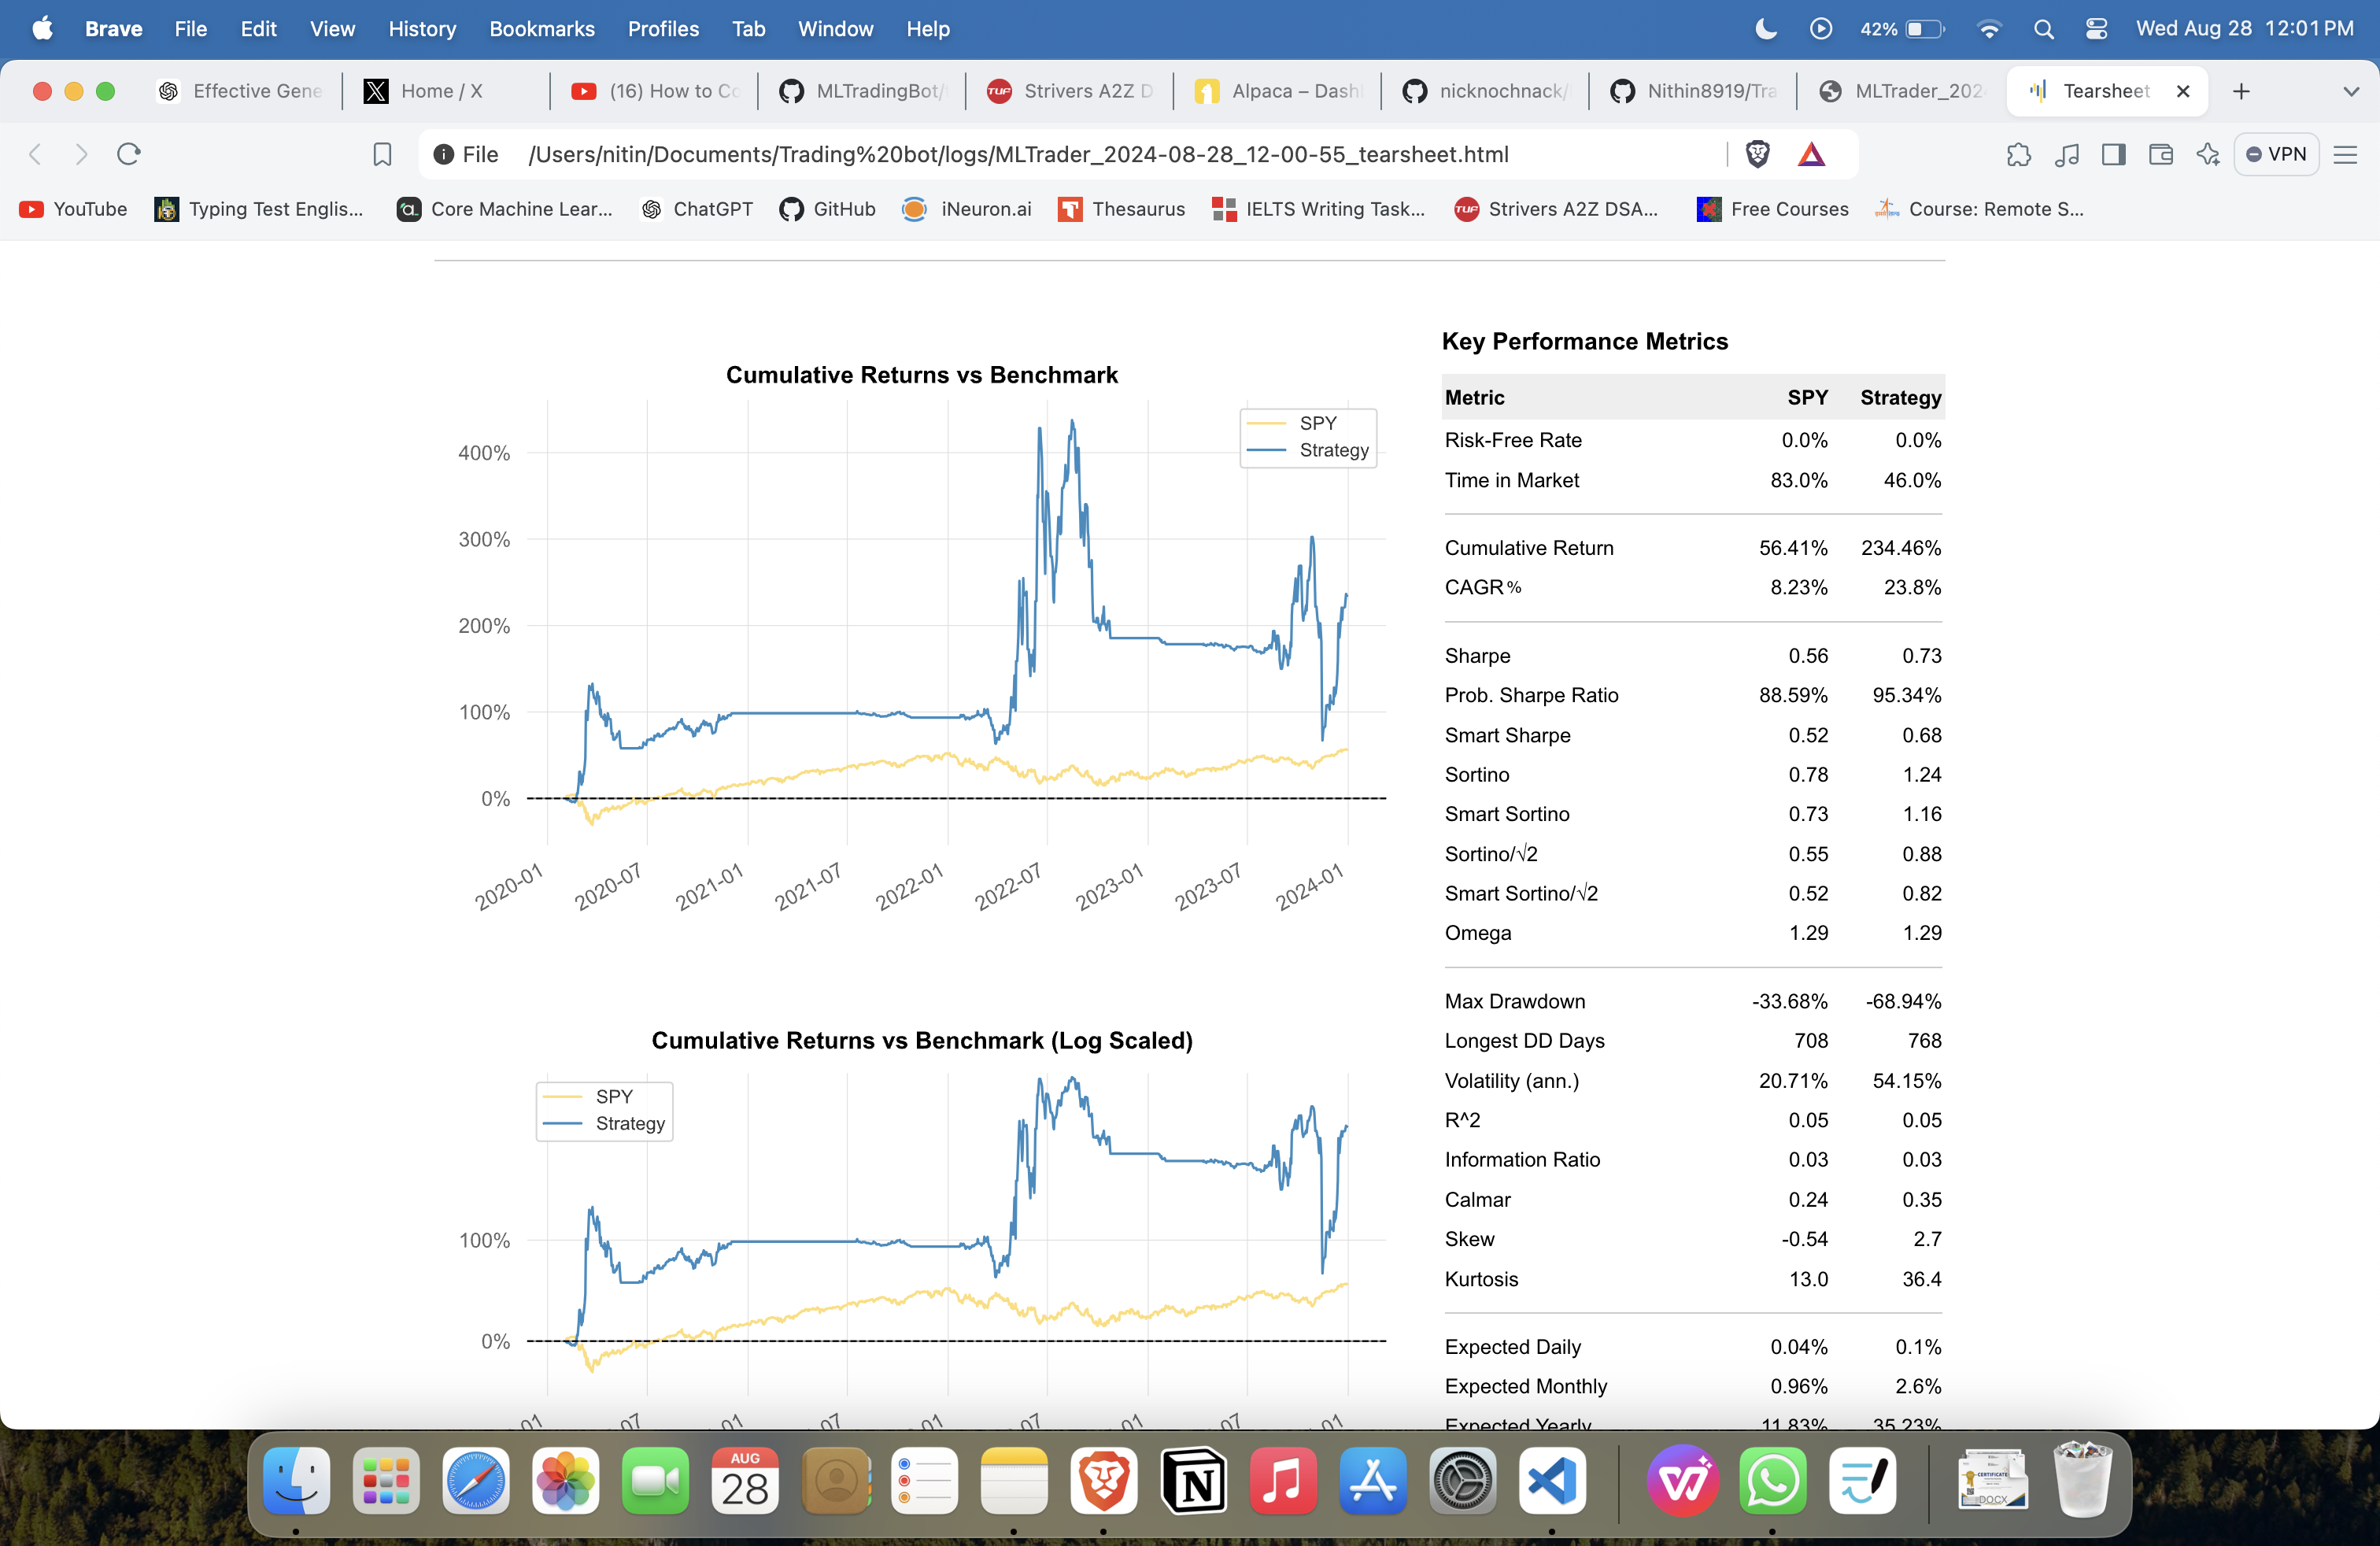 Brave File Edit View History Bookmarks Profiles Tab Window Help 42% Wed Aug 28 12:01 PM
Effective Gene Home / X (16) How to Co MLTradingBot/ Strivers A2Z D Alpaca – Dash nicknochnack/ Nithin8919/Tra MLTrader_202 Tearsheet
File /Users/nitin/Documents/Trading%20bot/logs/MLTrader_2024-08-28_12-00-55_tearsheet.html VPN
YouTube Typing Test Englis... Core Machine Lear... ChatGPT GitHub iNeuron.ai Thesaurus IELTS Writing Task... Strivers A2Z DSA... Free Courses Course: Remote S...
Cumulative Returns vs Benchmark
SPY
Strategy
400%
300%
200%
100%
0%
2020-01 2020-07 2021-01 2021-07 2022-01 2022-07 2023-01 2023-07 2024-01
Cumulative Returns vs Benchmark (Log Scaled)
SPY
Strategy
100%
0%
01 07 01 07 01 07 01 07 01
Key Performance Metrics
Metric SPY Strategy
Risk-Free Rate 0.0% 0.0%
Time in Market 83.0% 46.0%
Cumulative Return 56.41% 234.46%
CAGR% 8.23% 23.8%
Sharpe 0.56 0.73
Prob. Sharpe Ratio 88.59% 95.34%
Smart Sharpe 0.52 0.68
Sortino 0.78 1.24
Smart Sortino 0.73 1.16
Sortino/√2 0.55 0.88
Smart Sortino/√2 0.52 0.82
Omega 1.29 1.29
Max Drawdown -33.68% -68.94%
Longest DD Days 708 768
Volatility (ann.) 20.71% 54.15%
R^2 0.05 0.05
Information Ratio 0.03 0.03
Calmar 0.24 0.35
Skew -0.54 2.7
Kurtosis 13.0 36.4
Expected Daily 0.04% 0.1%
Expected Monthly 0.96% 2.6%
Expected Yearly 11.83% 35.23%
AUG
28
CERTIFICATE
DOCX